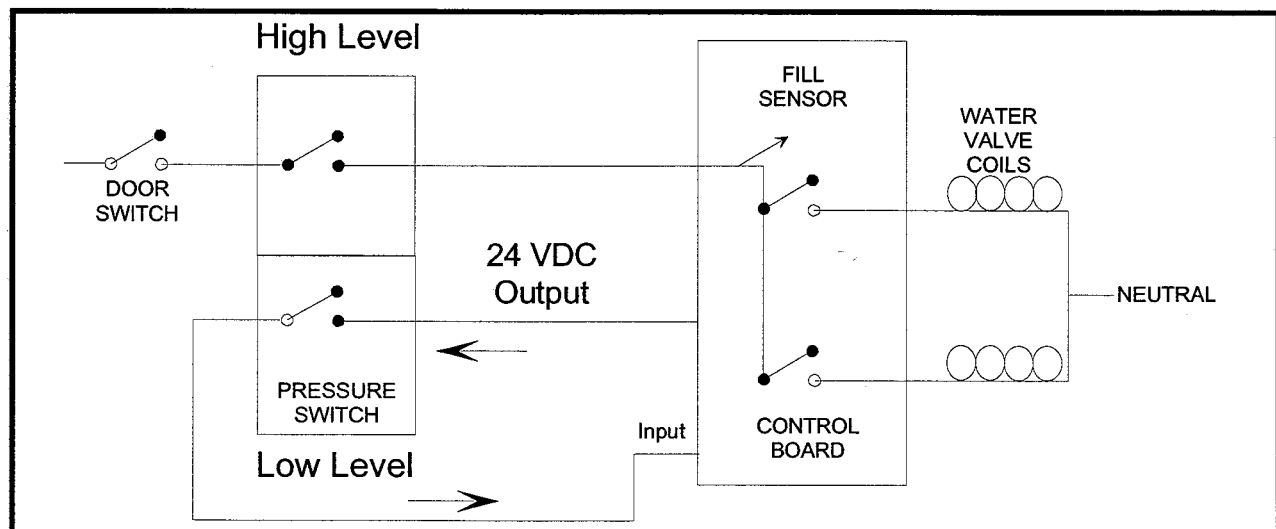 High Level
FILL
SENSOR
WATER
VALVE
COILS
DOOR
SWITCH
24 VDC
Output
NEUTRAL
PRESSURE
SWITCH
Input
CONTROL
BOARD
Low Level